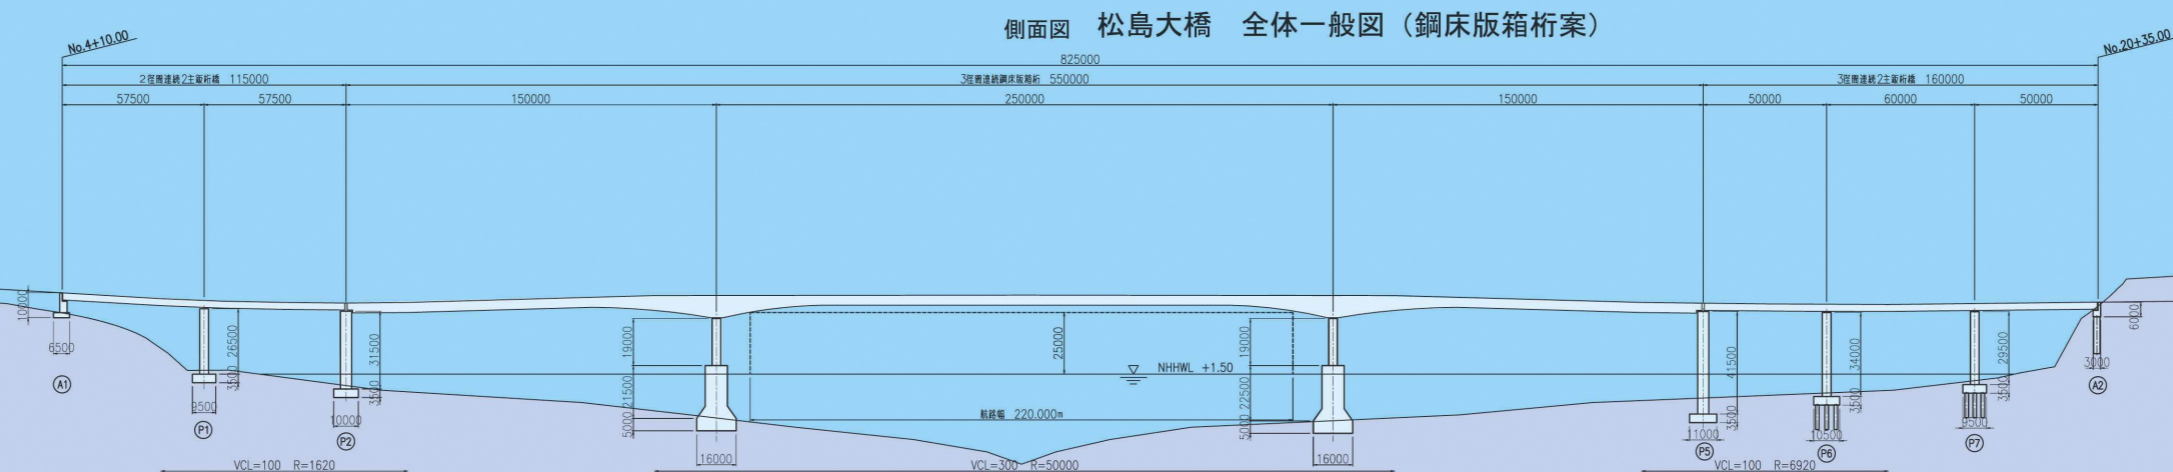 側面図 松島大橋 全体一般図（鋼床版箱桁案）
No.4+10.00
No.20+35.00
825000
2径間連続2主鈑桁橋 115000
3径間連続鋼床版箱桁 550000
3径間連続2主鈑桁橋 160000
57500 57500 150000 250000 150000 50000 60000 50000
10000
6500
A1
26500
3500
9500
P1
31500
3500
10000
P2
19000
21500
5000
16000
25000
NHHWL +1.50
航路幅 220.000m
19000
22500
5000
16000
41500
3500
11000
P5
34000
3500
10500
P6
29500
3500
9500
P7
6000
3000
A2
VCL=100 R=1620
VCL=300 R=50000
VCL=100 R=6920